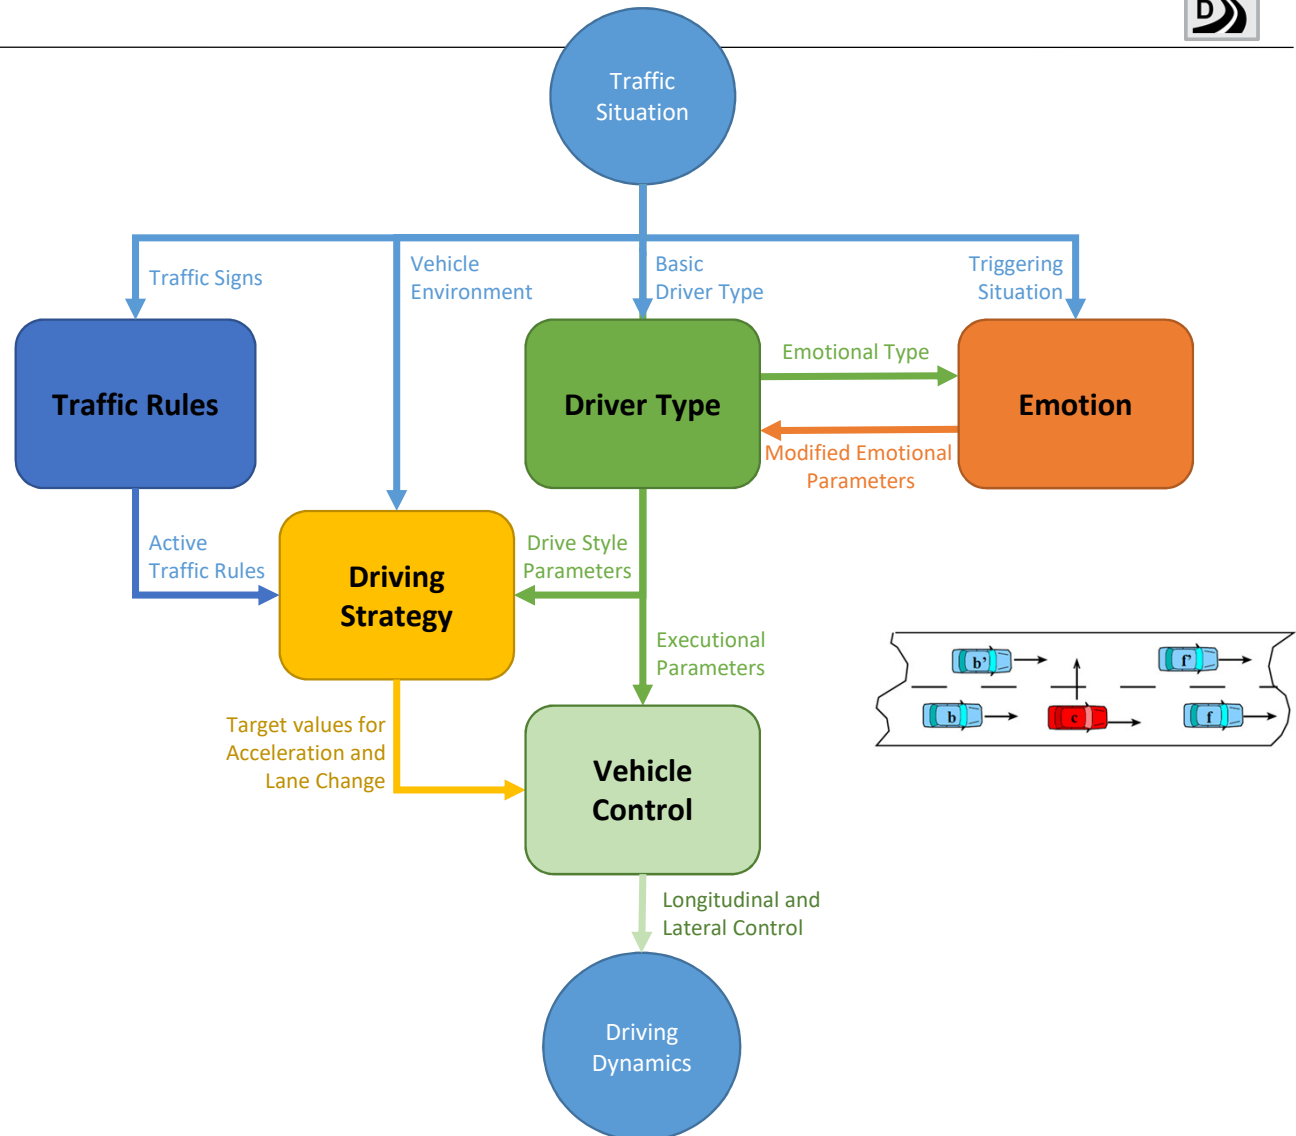 D
Traffic
Situation
Traffic Signs
Vehicle
Environment
Basic
Driver Type
Triggering
Situation
Traffic Rules
Driver Type
Emotional Type
Emotion
Modified Emotional
Parameters
Active
Traffic Rules
Driving
Strategy
Drive Style
Parameters
Executional
Parameters
b’
f’
b
c
f
Target values for
Acceleration and
Lane Change
Vehicle
Control
Longitudinal and
Lateral Control
Driving
Dynamics